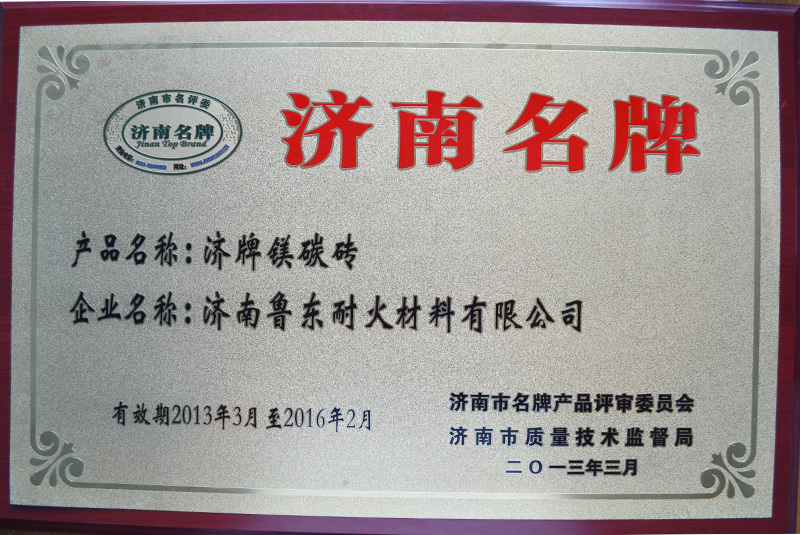 济南市名评委
济南名牌
Jinan Top Brand
济南名牌
产品名称：济牌镁碳砖
企业名称：济南鲁东耐火材料有限公司
有效期2013年3月至2016年2月
济南市名牌产品评审委员会
济南市质量技术监督局
二〇一三年三月